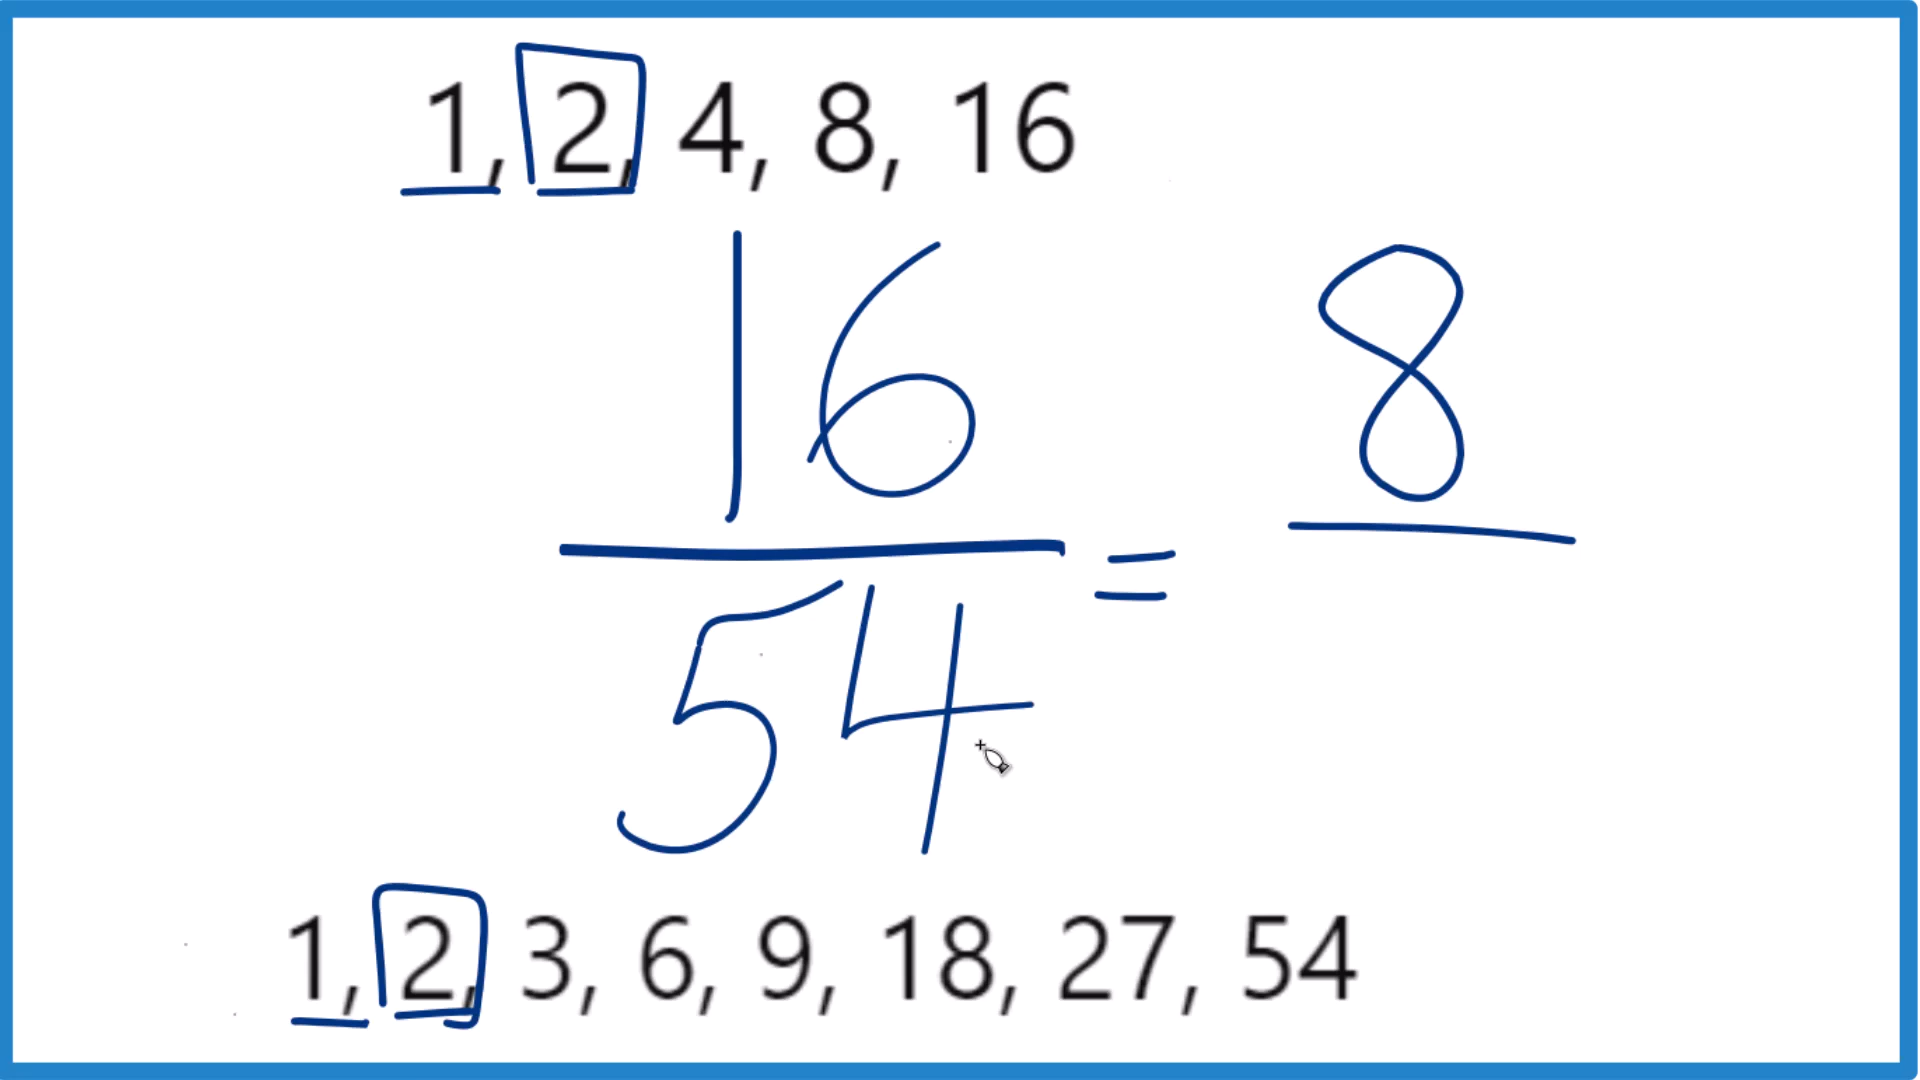 1, 2, 4, 8, 16
16 8
=
54
1, 2, 3, 6, 9, 18, 27, 54